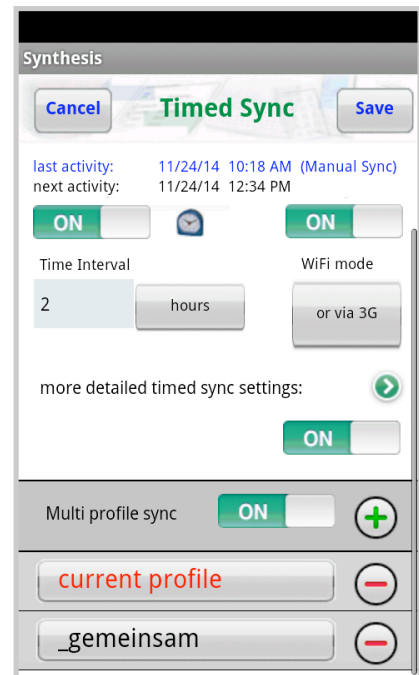 Synthesis
Cancel Timed Sync Save
last activity: 11/24/14 10:18 AM (Manual Sync)
next activity: 11/24/14 12:34 PM
ON ON
Time Interval WiFi mode
2 hours or via 3G
more detailed timed sync settings:
ON
Multi profile sync ON
current profile
_gemeinsam